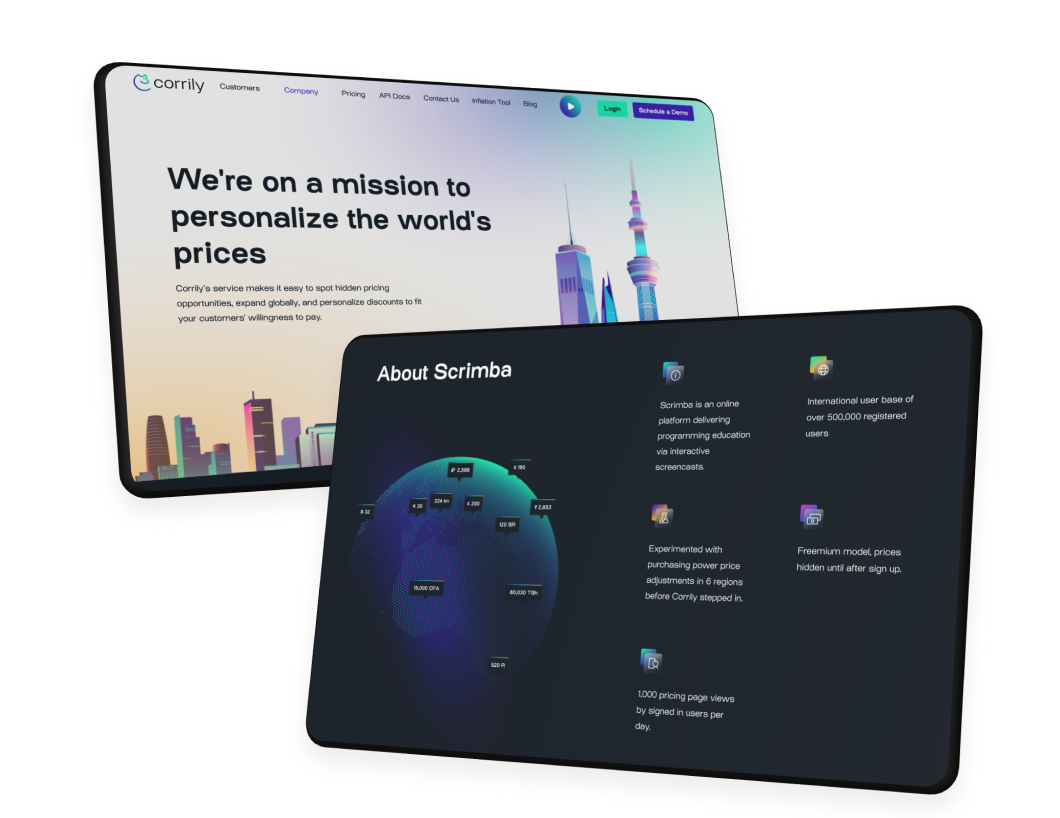 corrily
Customers
Company
Pricing
API Docs
Contact Us
Inflation Tool
Blog
Login
Schedule a Demo
We're on a mission to
personalize the world's
prices
Corrily's service makes it easy to spot hidden pricing
opportunities, expand globally, and personalize discounts to fit
your customers' willingness to pay.
About Scrimba
Scrimba is an online
platform delivering
programming education
via interactive
screencasts.
International user base of
over 500,000 registered
users
Experimented with
purchasing power price
adjustments in 6 regions
before Corrily stepped in.
Freemium model, prices
hidden until after sign up.
1,000 pricing page views
by signed in users per
day.
₽ 2,596
¥ 190
€ 30
224 kn
₺ 200
₹ 2,653
120 SR
15,000 CFA
80,030 TSh
520 R